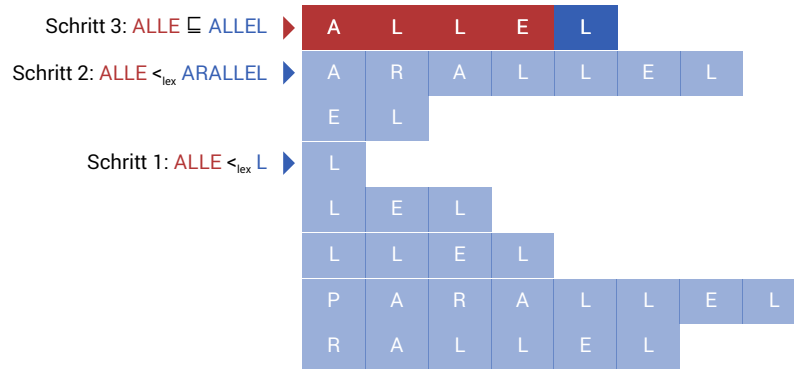 Schritt 3: ALLE ⊑ ALLEL A L L E L
Schritt 2: ALLE <lex ARALLEL A R A L L E L
E L
Schritt 1: ALLE <lex L L
L E L
L L E L
P A R A L L E L
R A L L E L